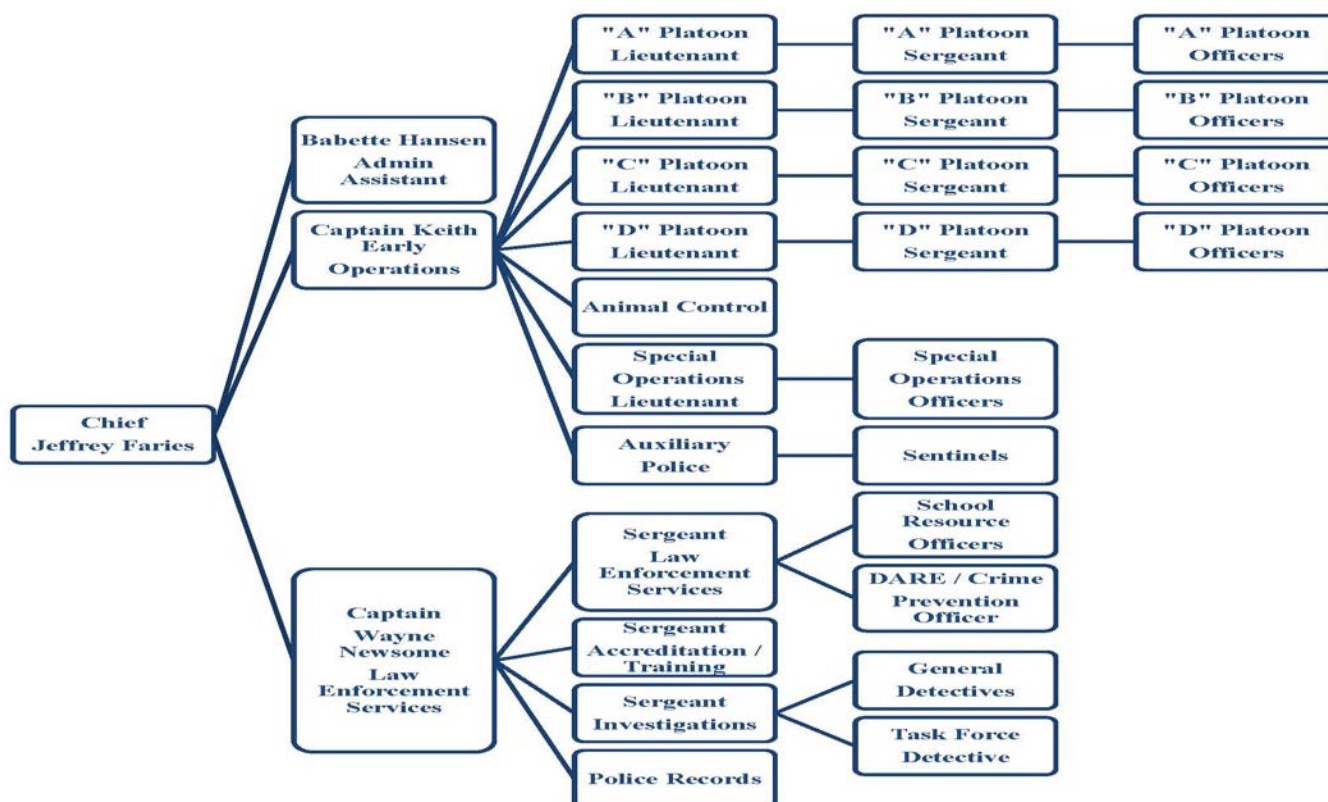 "A" Platoon
Lieutenant
"A" Platoon
Sergeant
"A" Platoon
Officers
"B" Platoon
Lieutenant
"B" Platoon
Sergeant
"B" Platoon
Officers
Babette Hansen
Admin
Assistant
"C" Platoon
Lieutenant
"C" Platoon
Sergeant
"C" Platoon
Officers
Captain Keith
Early
Operations
"D" Platoon
Lieutenant
"D" Platoon
Sergeant
"D" Platoon
Officers
Animal Control
Special
Operations
Lieutenant
Special
Operations
Officers
Chief
Jeffrey Faries
Auxiliary
Police
Sentinels
Sergeant
Law
Enforcement
Services
School
Resource
Officers
DARE / Crime
Prevention
Officer
Captain
Wayne
Newsome
Law
Enforcement
Services
Sergeant
Accreditation /
Training
Sergeant
Investigations
General
Detectives
Task Force
Detective
Police Records